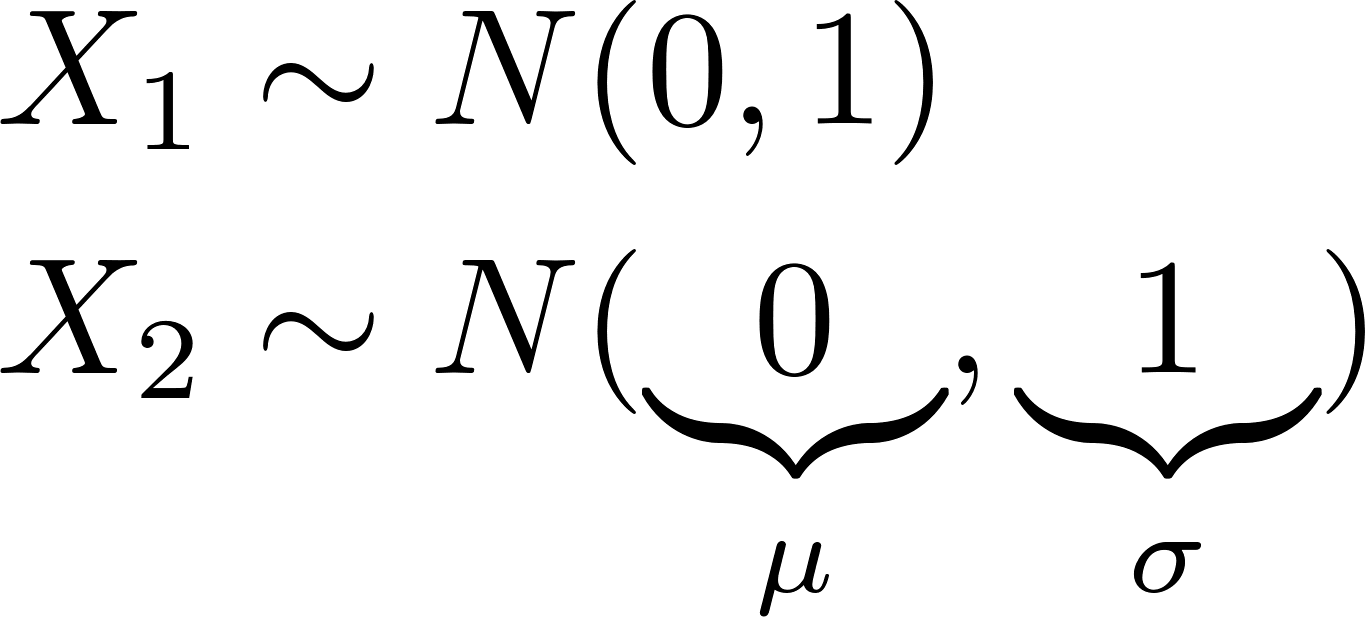 X₁ ∼ N(0, 1)
X₂ ∼ N(0, 1)
μ σ